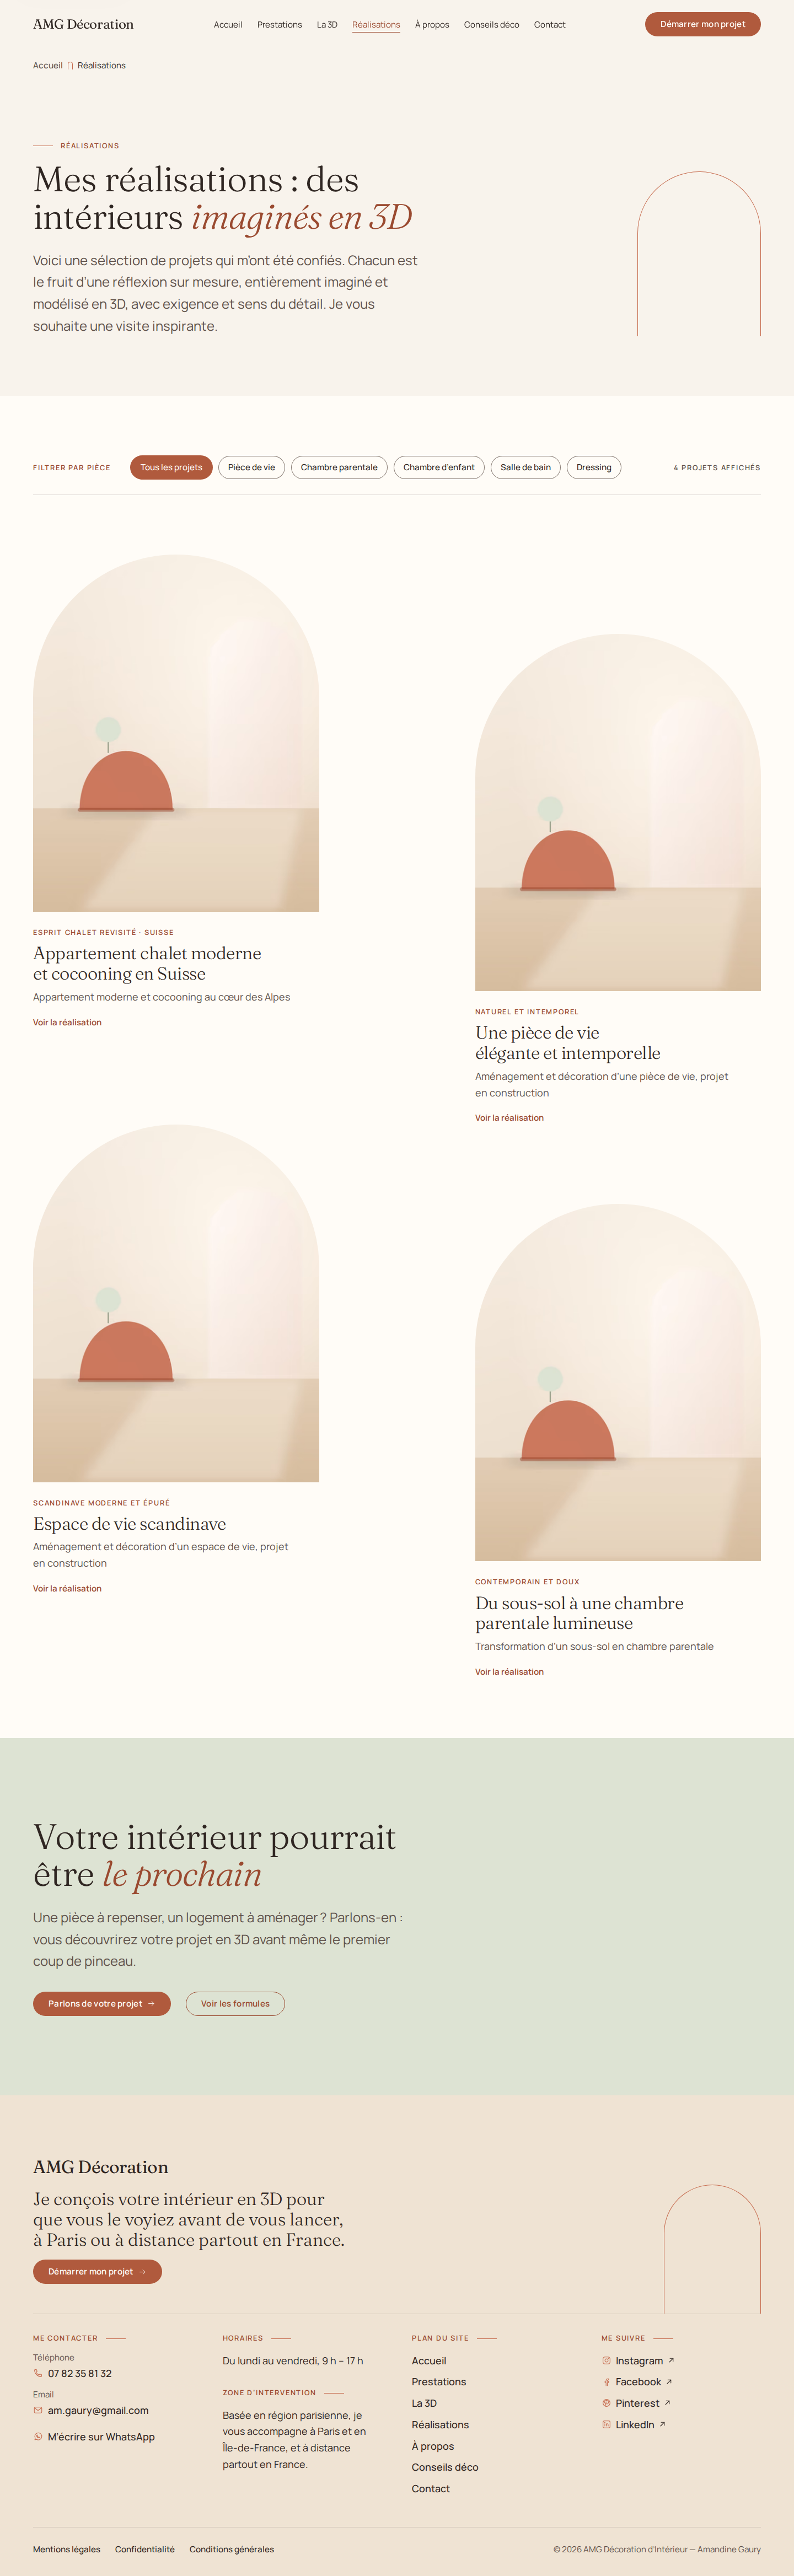 AMG Décoration
Accueil
Prestations
La 3D
Réalisations
À propos
Conseils déco
Contact
Démarrer mon projet
Accueil
Réalisations
RÉALISATIONS
Mes réalisations : des
intérieurs imaginés en 3D
Voici une sélection de projets qui m'ont été confiés. Chacun est
le fruit d'une réflexion sur mesure, entièrement imaginé et
modélisé en 3D, avec exigence et sens du détail. Je vous
souhaite une visite inspirante.
FILTRER PAR PIÈCE
Tous les projets
Pièce de vie
Chambre parentale
Chambre d'enfant
Salle de bain
Dressing
4 PROJETS AFFICHÉS
ESPRIT CHALET REVISITÉ · SUISSE
Appartement chalet moderne
et cocooning en Suisse
Appartement moderne et cocooning au cœur des Alpes
Voir la réalisation
NATUREL ET INTEMPOREL
Une pièce de vie
élégante et intemporelle
Aménagement et décoration d'une pièce de vie, projet
en construction
Voir la réalisation
SCANDINAVE MODERNE ET ÉPURÉ
Espace de vie scandinave
Aménagement et décoration d'un espace de vie, projet
en construction
Voir la réalisation
CONTEMPORAIN ET DOUX
Du sous-sol à une chambre
parentale lumineuse
Transformation d'un sous-sol en chambre parentale
Voir la réalisation
Votre intérieur pourrait
être le prochain
Une pièce à repenser, un logement à aménager ? Parlons-en :
vous découvrirez votre projet en 3D avant même le premier
coup de pinceau.
Parlons de votre projet →
Voir les formules
AMG Décoration
Je conçois votre intérieur en 3D pour
que vous le voyiez avant de vous lancer,
à Paris ou à distance partout en France.
Démarrer mon projet →
ME CONTACTER
Téléphone
07 82 35 81 32
Email
am.gaury@gmail.com
M'écrire sur WhatsApp
HORAIRES
Du lundi au vendredi, 9 h – 17 h
ZONE D'INTERVENTION
Basée en région parisienne, je
vous accompagne à Paris et en
Île-de-France, et à distance
partout en France.
PLAN DU SITE
Accueil
Prestations
La 3D
Réalisations
À propos
Conseils déco
Contact
ME SUIVRE
Instagram ↗
Facebook ↗
Pinterest ↗
LinkedIn ↗
Mentions légales
Confidentialité
Conditions générales
© 2026 AMG Décoration d'Intérieur — Amandine Gaury